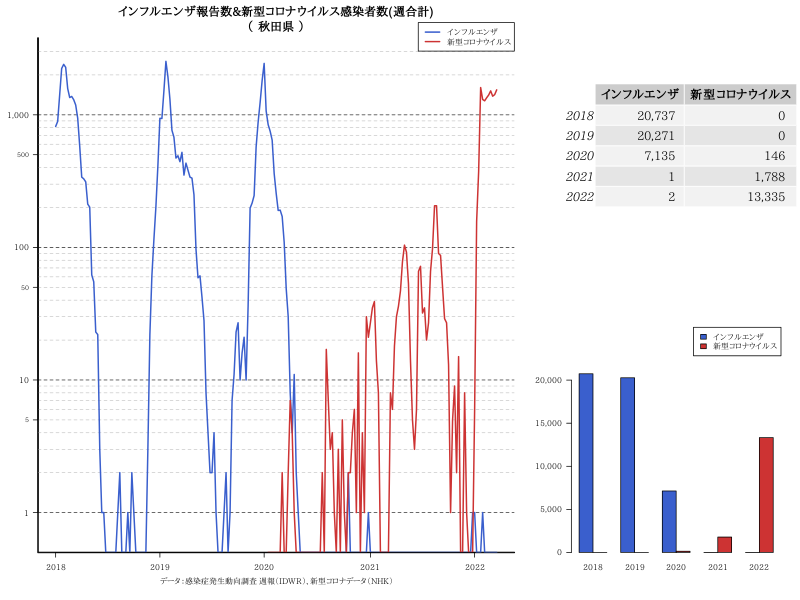 インフルエンザ報告数&新型コロナウイルス感染者数(週合計)
( 秋田県 )
インフルエンザ
新型コロナウイルス
1,000
500
100
50
10
5
1
2018 2019 2020 2021 2022
データ:感染症発生動向調査 週報(IDWR)、新型コロナデータ(NHK)
インフルエンザ 新型コロナウイルス
2018 20,737 0
2019 20,271 0
2020 7,135 146
2021 1 1,788
2022 2 13,335
インフルエンザ
新型コロナウイルス
20,000
15,000
10,000
5,000
0
2018 2019 2020 2021 2022